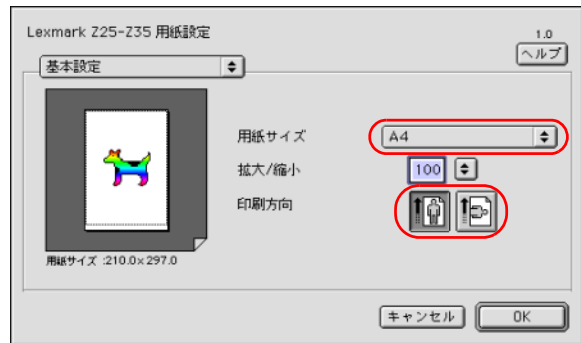 Lexmark Z25-Z35 用紙設定
1.0
ヘルプ
基本設定
用紙サイズ
A4
拡大/縮小
100
印刷方向
用紙サイズ :210.0×297.0
キャンセル
OK